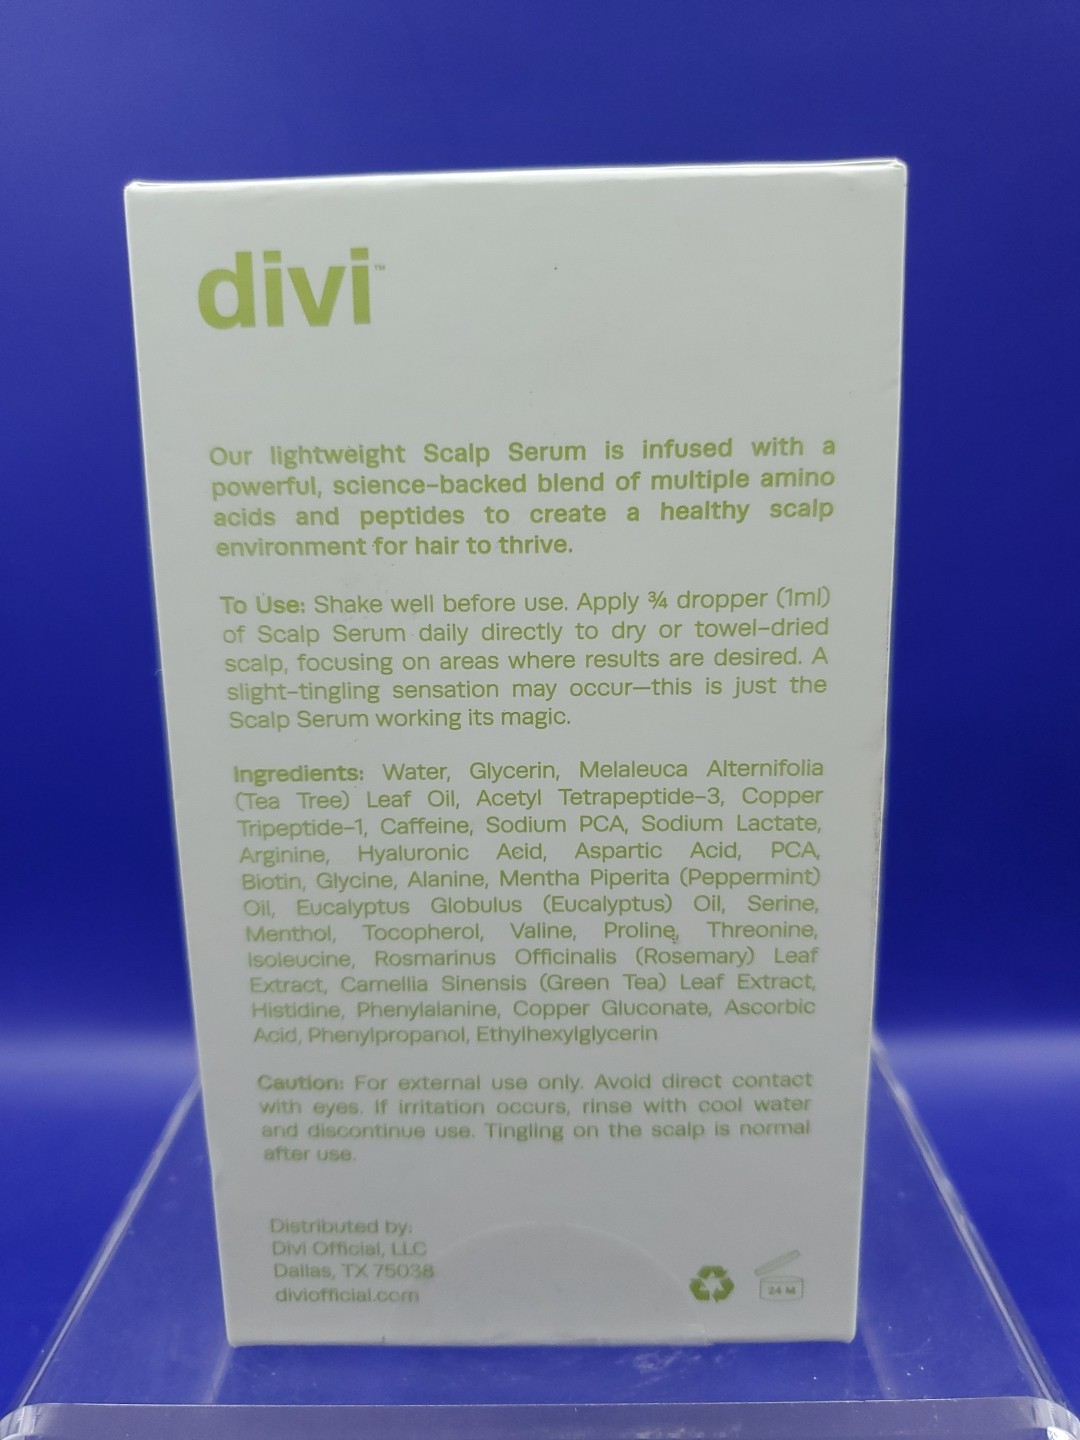 divi™
Our lightweight Scalp Serum is infused with a
powerful, science-backed blend of multiple amino
acids and peptides to create a healthy scalp
environment for hair to thrive.
To Use: Shake well before use. Apply ¾ dropper (1ml)
of Scalp Serum daily directly to dry or towel-dried
scalp, focusing on areas where results are desired. A
slight-tingling sensation may occur—this is just the
Scalp Serum working its magic.
Ingredients: Water, Glycerin, Melaleuca Alternifolia
(Tea Tree) Leaf Oil, Acetyl Tetrapeptide-3, Copper
Tripeptide-1, Caffeine, Sodium PCA, Sodium Lactate,
Arginine, Hyaluronic Acid, Aspartic Acid, PCA,
Biotin, Glycine, Alanine, Mentha Piperita (Peppermint)
Oil, Eucalyptus Globulus (Eucalyptus) Oil, Serine,
Menthol, Tocopherol, Valine, Proline, Threonine,
Isoleucine, Rosmarinus Officinalis (Rosemary) Leaf
Extract, Camellia Sinensis (Green Tea) Leaf Extract,
Histidine, Phenylalanine, Copper Gluconate, Ascorbic
Acid, Phenylpropanol, Ethylhexylglycerin
Caution: For external use only. Avoid direct contact
with eyes. If irritation occurs, rinse with cool water
and discontinue use. Tingling on the scalp is normal
after use.
Distributed by:
Divi Official, LLC
Dallas, TX 75038
diviofficial.com
24 M